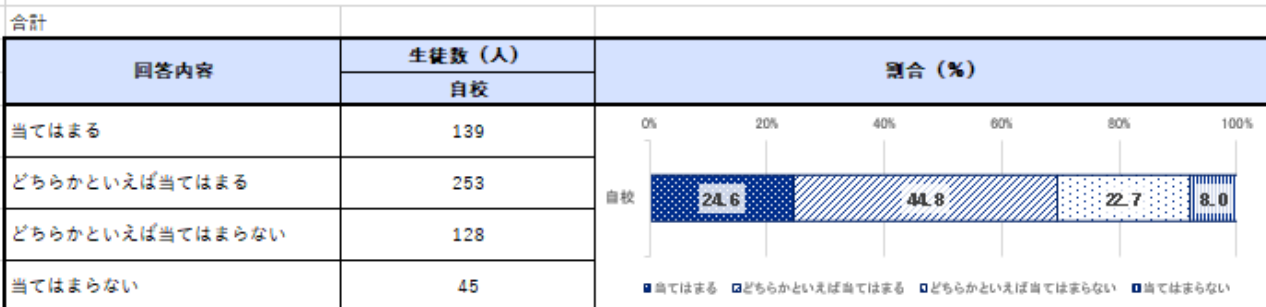 合計
回答内容 生徒数（人） 割合（%）
自校
当てはまる 139
どちらかといえば当てはまる 253
どちらかといえば当てはまらない 128
当てはまらない 45
0% 20% 40% 60% 80% 100%
自校 24.6 44.8 22.7 8.0
当てはまる どちらかといえば当てはまる どちらかといえば当てはまらない 当てはまらない